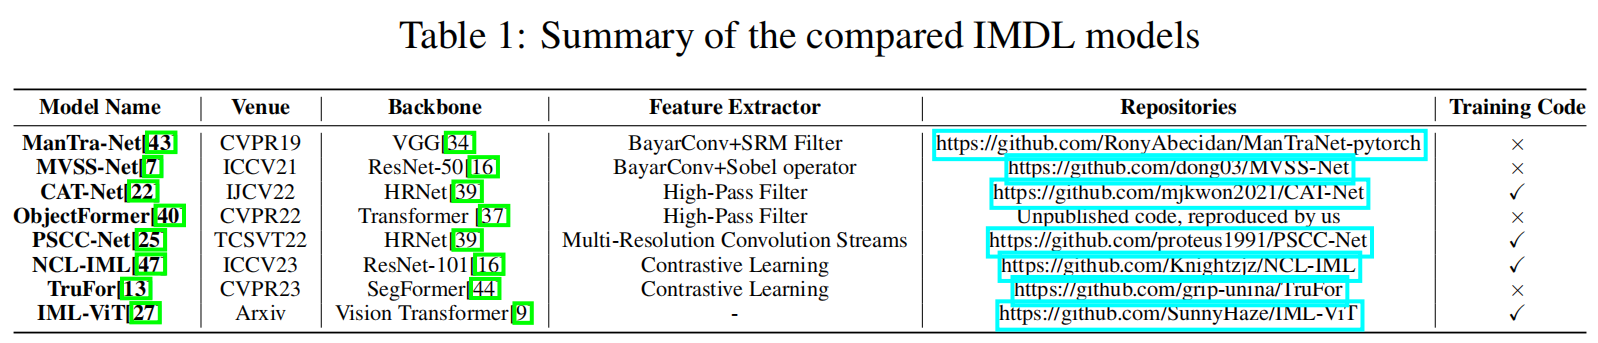 Table 1: Summary of the compared IMDL models
Model Name Venue Backbone Feature Extractor Repositories Training Code
ManTra-Net[43] CVPR19 VGG[34] BayarConv+SRM Filter https://github.com/RonyAbecidan/ManTraNet-pytorch ×
MVSS-Net[7] ICCV21 ResNet-50[16] BayarConv+Sobel operator https://github.com/dong03/MVSS-Net ×
CAT-Net[22] IJCV22 HRNet[39] High-Pass Filter https://github.com/mjkwon2021/CAT-Net ✓
ObjectFormer[40] CVPR22 Transformer [37] High-Pass Filter Unpublished code, reproduced by us ×
PSCC-Net[25] TCSVT22 HRNet[39] Multi-Resolution Convolution Streams https://github.com/proteus1991/PSCC-Net ✓
NCL-IML[47] ICCV23 ResNet-101[16] Contrastive Learning https://github.com/Knightzjz/NCL-IML ✓
TruFor[13] CVPR23 SegFormer[44] Contrastive Learning https://github.com/grip-unina/TruFor ×
IML-ViT[27] Arxiv Vision Transformer[9] - https://github.com/SunnyHaze/IML-ViT ✓